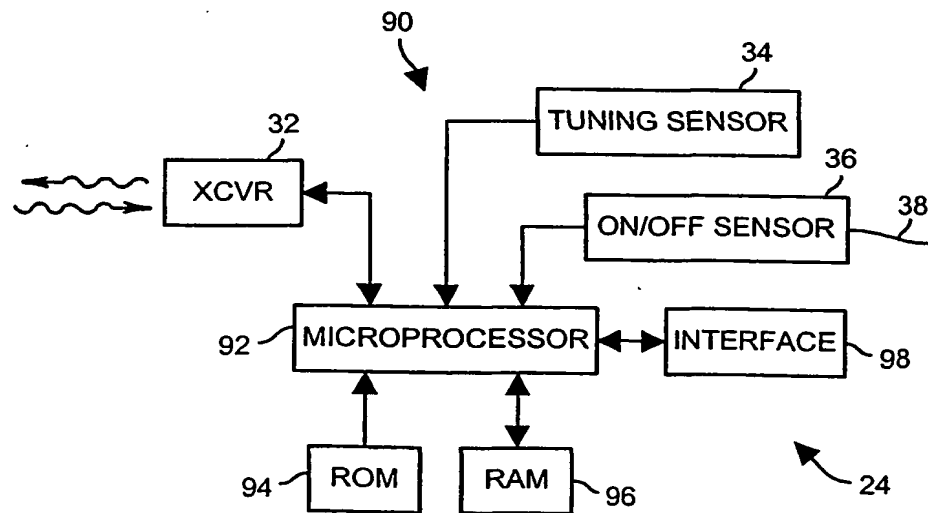 90
34
TUNING SENSOR
32
XCVR
36
ON/OFF SENSOR
38
92
MICROPROCESSOR
INTERFACE
98
94
ROM
RAM
96
24